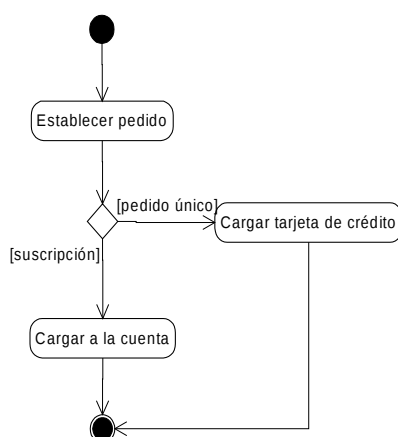 Establecer pedido
[pedido único]
Cargar tarjeta de crédito
[suscripción]
Cargar a la cuenta